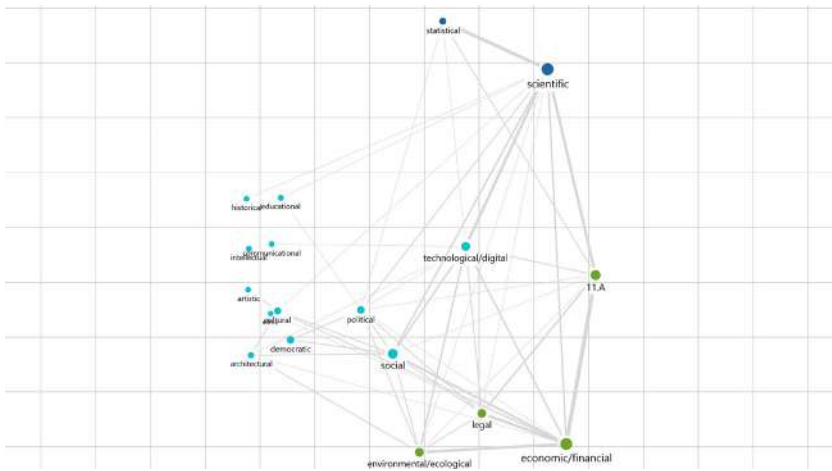 statistical
scientific
historical
educational
communicational
intellectual
technological/digital
11.A
artistic
cultural
political
democratic
architectural
social
legal
environmental/ecological
economic/financial